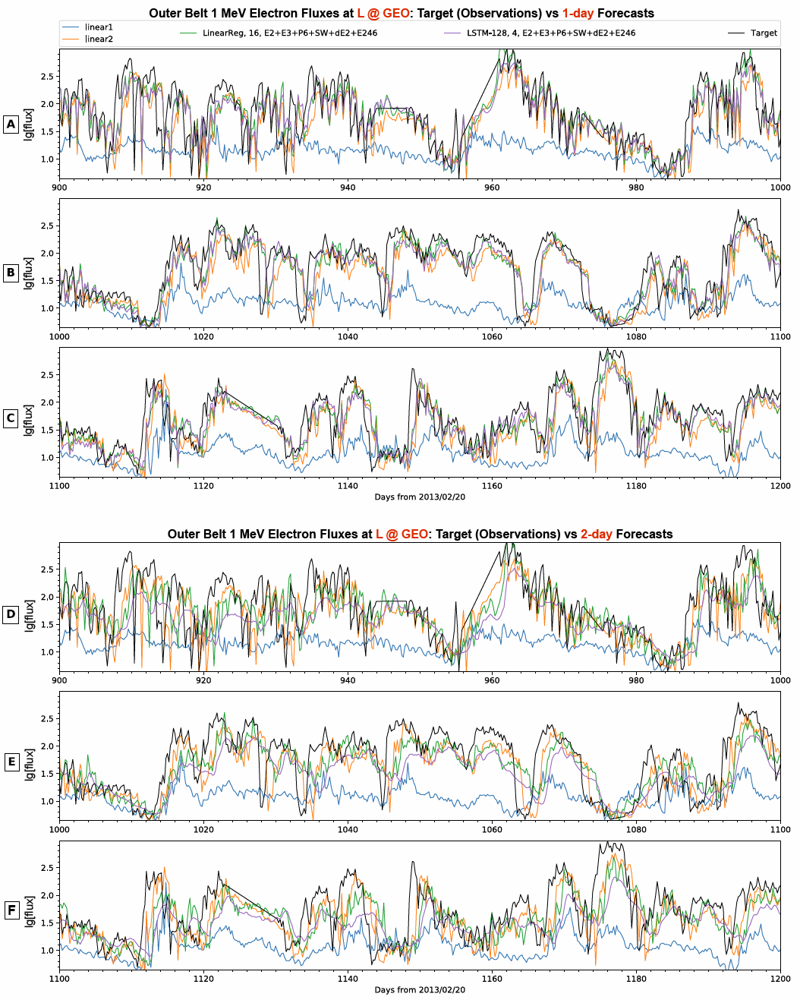 Outer Belt 1 MeV Electron Fluxes at L @ GEO: Target (Observations) vs 1-day Forecasts
linear1
linear2
LinearReg, 16, E2+E3+P6+SW+dE2+E246
LSTM-128, 4, E2+E3+P6+SW+dE2+E246
Target
A
lg[flux]
2.5
2.0
1.5
1.0
900 920 940 960 980 1000
B
lg[flux]
2.5
2.0
1.5
1.0
1000 1020 1040 1060 1080 1100
C
lg[flux]
2.5
2.0
1.5
1.0
1100 1120 1140 1160 1180 1200
Days from 2013/02/20
Outer Belt 1 MeV Electron Fluxes at L @ GEO: Target (Observations) vs 2-day Forecasts
D
lg[flux]
2.5
2.0
1.5
1.0
900 920 940 960 980 1000
E
lg[flux]
2.5
2.0
1.5
1.0
1000 1020 1040 1060 1080 1100
F
lg[flux]
2.5
2.0
1.5
1.0
1100 1120 1140 1160 1180 1200
Days from 2013/02/20